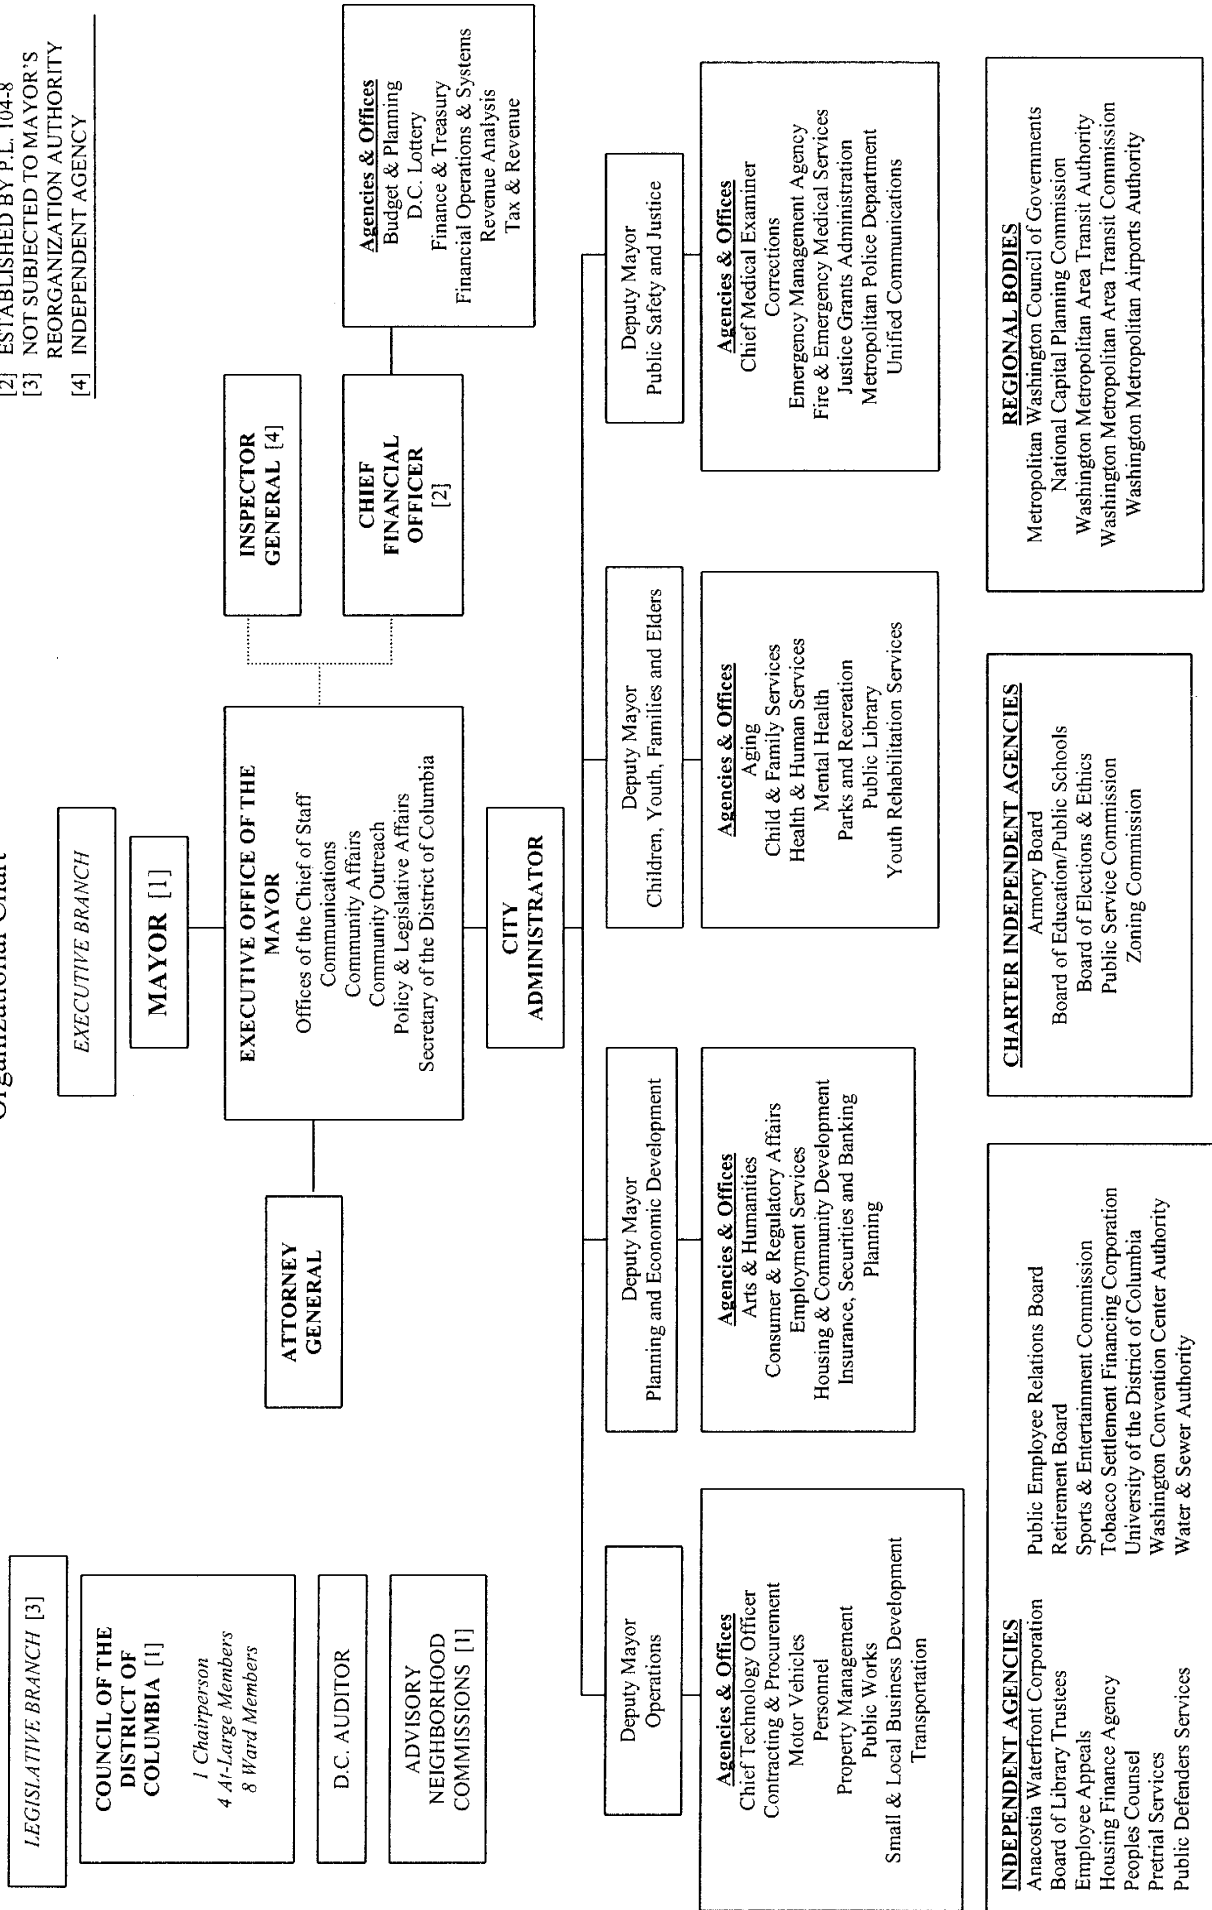 Organizational Chart
[2] ESTABLISHED BY P.L. 104-8
[3] NOT SUBJECTED TO MAYOR'S
REORGANIZATION AUTHORITY
[4] INDEPENDENT AGENCY
LEGISLATIVE BRANCH [3]
COUNCIL OF THE
DISTRICT OF
COLUMBIA [1]
1 Chairperson
4 At-Large Members
8 Ward Members
D.C. AUDITOR
ADVISORY
NEIGHBORHOOD
COMMISSIONS [1]
EXECUTIVE BRANCH
MAYOR [1]
EXECUTIVE OFFICE OF THE
MAYOR
Offices of the Chief of Staff
Communications
Community Affairs
Community Outreach
Policy & Legislative Affairs
Secretary of the District of Columbia
ATTORNEY
GENERAL
INSPECTOR
GENERAL [4]
CHIEF
FINANCIAL
OFFICER
[2]
Agencies & Offices
Budget & Planning
D.C. Lottery
Finance & Treasury
Financial Operations & Systems
Revenue Analysis
Tax & Revenue
CITY
ADMINISTRATOR
Deputy Mayor
Operations
Agencies & Offices
Chief Technology Officer
Contracting & Procurement
Motor Vehicles
Personnel
Property Management
Public Works
Small & Local Business Development
Transportation
Deputy Mayor
Planning and Economic Development
Agencies & Offices
Arts & Humanities
Consumer & Regulatory Affairs
Employment Services
Housing & Community Development
Insurance, Securities and Banking
Planning
Deputy Mayor
Children, Youth, Families and Elders
Agencies & Offices
Aging
Child & Family Services
Health & Human Services
Mental Health
Parks and Recreation
Public Library
Youth Rehabilitation Services
Deputy Mayor
Public Safety and Justice
Agencies & Offices
Chief Medical Examiner
Corrections
Emergency Management Agency
Fire & Emergency Medical Services
Justice Grants Administration
Metropolitan Police Department
Unified Communications
INDEPENDENT AGENCIES
Anacostia Waterfront Corporation
Board of Library Trustees
Employee Appeals
Housing Finance Agency
Peoples Counsel
Pretrial Services
Public Defenders Services
Public Employee Relations Board
Retirement Board
Sports & Entertainment Commission
Tobacco Settlement Financing Corporation
University of the District of Columbia
Washington Convention Center Authority
Water & Sewer Authority
CHARTER INDEPENDENT AGENCIES
Armory Board
Board of Education/Public Schools
Board of Elections & Ethics
Public Service Commission
Zoning Commission
REGIONAL BODIES
Metropolitan Washington Council of Governments
National Capital Planning Commission
Washington Metropolitan Area Transit Authority
Washington Metropolitan Area Transit Commission
Washington Metropolitan Airports Authority